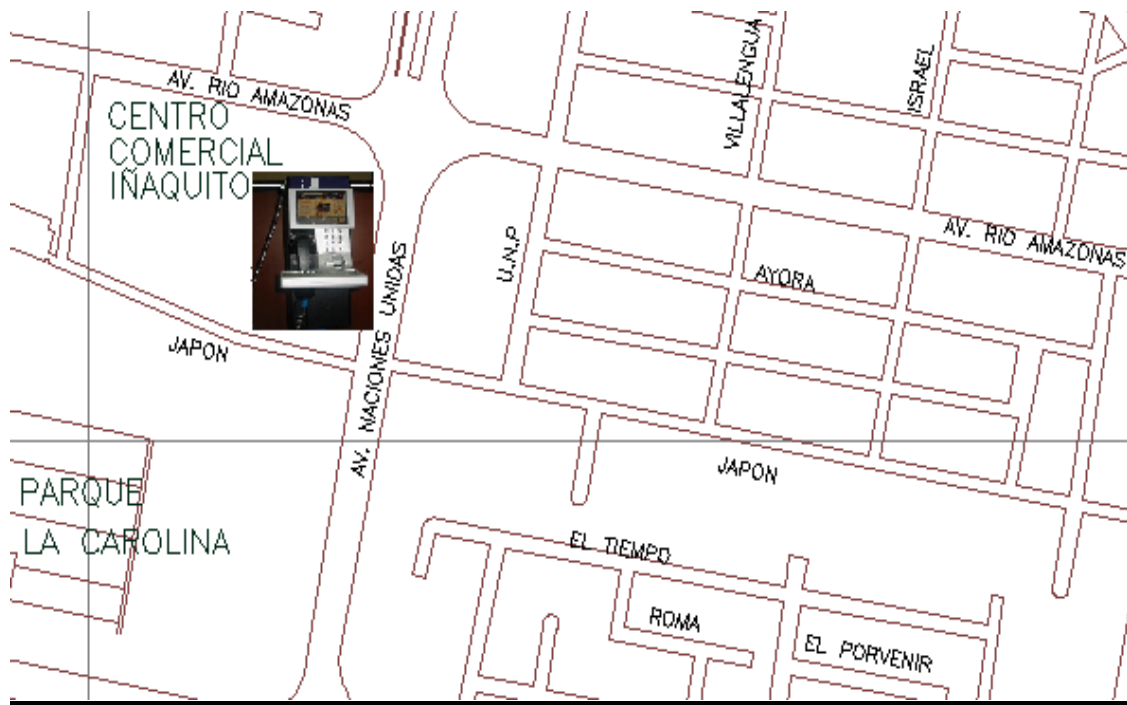 VILLALENGUA
ISRAEL
AV. RIO AMAZONAS
CENTRO
COMERCIAL
IÑAQUITO
AV. RIO AMAZONAS
U.N.P
AYORA
AV. NACIONES UNIDAS
JAPON
JAPON
PARQUE
LA CAROLINA
EL TIEMPO
ROMA
EL PORVENIR